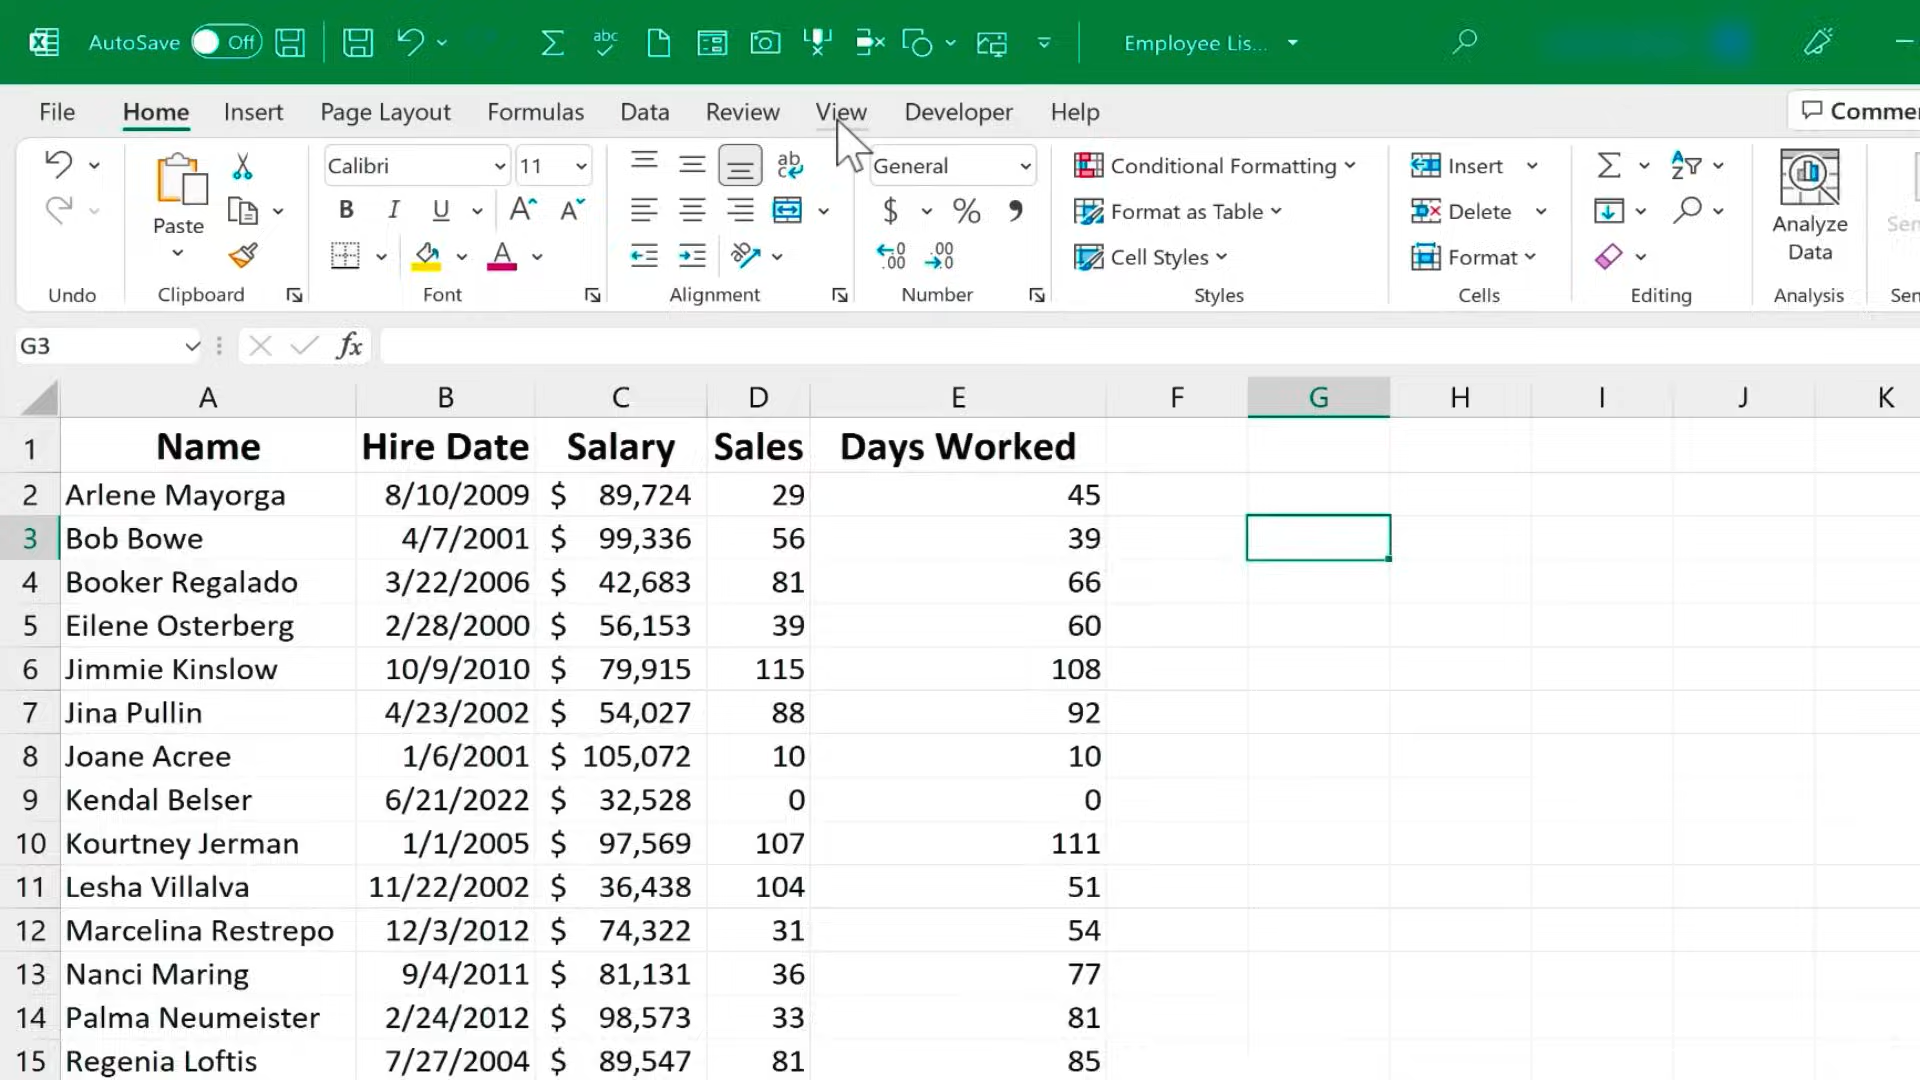 AutoSave Off abc Employee Lis...
File Home Insert Page Layout Formulas Data Review View Developer Help Commen
Paste Calibri 11 ab General Conditional Formatting Insert Analyze Data
B I U A A $ % Format as Table Delete
A .00 .00 Cell Styles Format
Undo Clipboard Font Alignment Number Styles Cells Editing Analysis Sen
G3 fx
A B C D E F G H I J K
1 Name Hire Date Salary Sales Days Worked
2 Arlene Mayorga 8/10/2009 $ 89,724 29 45
3 Bob Bowe 4/7/2001 $ 99,336 56 39
4 Booker Regalado 3/22/2006 $ 42,683 81 66
5 Eilene Osterberg 2/28/2000 $ 56,153 39 60
6 Jimmie Kinslow 10/9/2010 $ 79,915 115 108
7 Jina Pullin 4/23/2002 $ 54,027 88 92
8 Joane Acree 1/6/2001 $ 105,072 10 10
9 Kendal Belser 6/21/2022 $ 32,528 0 0
10 Kourtney Jerman 1/1/2005 $ 97,569 107 111
11 Lesha Villalva 11/22/2002 $ 36,438 104 51
12 Marcelina Restrepo 12/3/2012 $ 74,322 31 54
13 Nanci Maring 9/4/2011 $ 81,131 36 77
14 Palma Neumeister 2/24/2012 $ 98,573 33 81
15 Regenia Loftis 7/27/2004 $ 89,547 81 85